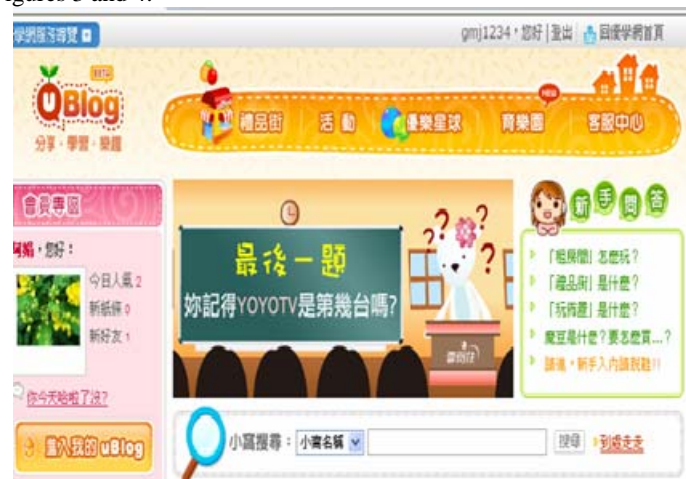 學網服務導覽
gmj1234,您好 | 登出 回優學網首頁
BETA
uBlog
分享・學習・樂趣
禮品街 活動 優樂星球 育樂園 客服中心
NEW
會員專區
您好:
今日人氣 2
新紙條 0
新好友 1
你今天哈啦了沒?
進入我的uBlog
最後一題
妳記得YOYOTV是第幾台嗎?
新手問答
「租房間」怎麼玩?
「禮品街」是什麼?
「玩佈置」是什麼?
魔豆是什麼?要怎麼買...?
請進,新手入內請脫鞋!!
小窩搜尋: 小窩名稱 搜尋 到處走走